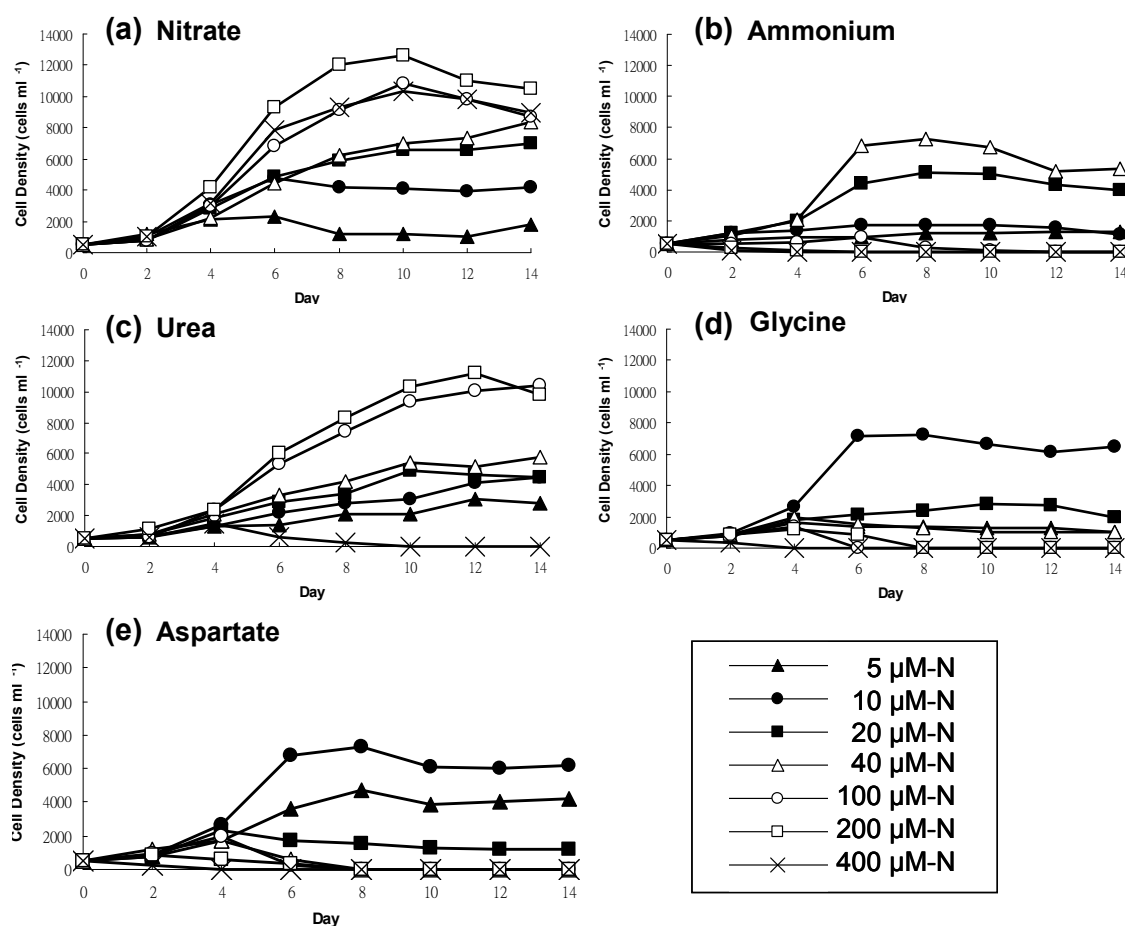 (a) Nitrate
Cell Density (cells ml -1)
14000
12000
10000
8000
6000
4000
2000
0
0 2 4 6 8 10 12 14
Day
(b) Ammonium
Cell Density (cells ml -1)
14000
12000
10000
8000
6000
4000
2000
0
0 2 4 6 8 10 12 14
Day
(c) Urea
Cell Density (cells ml -1)
14000
12000
10000
8000
6000
4000
2000
0
0 2 4 6 8 10 12 14
Day
(d) Glycine
Cell Density (cells ml -1)
14000
12000
10000
8000
6000
4000
2000
0
0 2 4 6 8 10 12 14
Day
(e) Aspartate
Cell Density (cells ml -1)
14000
12000
10000
8000
6000
4000
2000
0
0 2 4 6 8 10 12 14
Day
5 µM-N
10 µM-N
20 µM-N
40 µM-N
100 µM-N
200 µM-N
400 µM-N